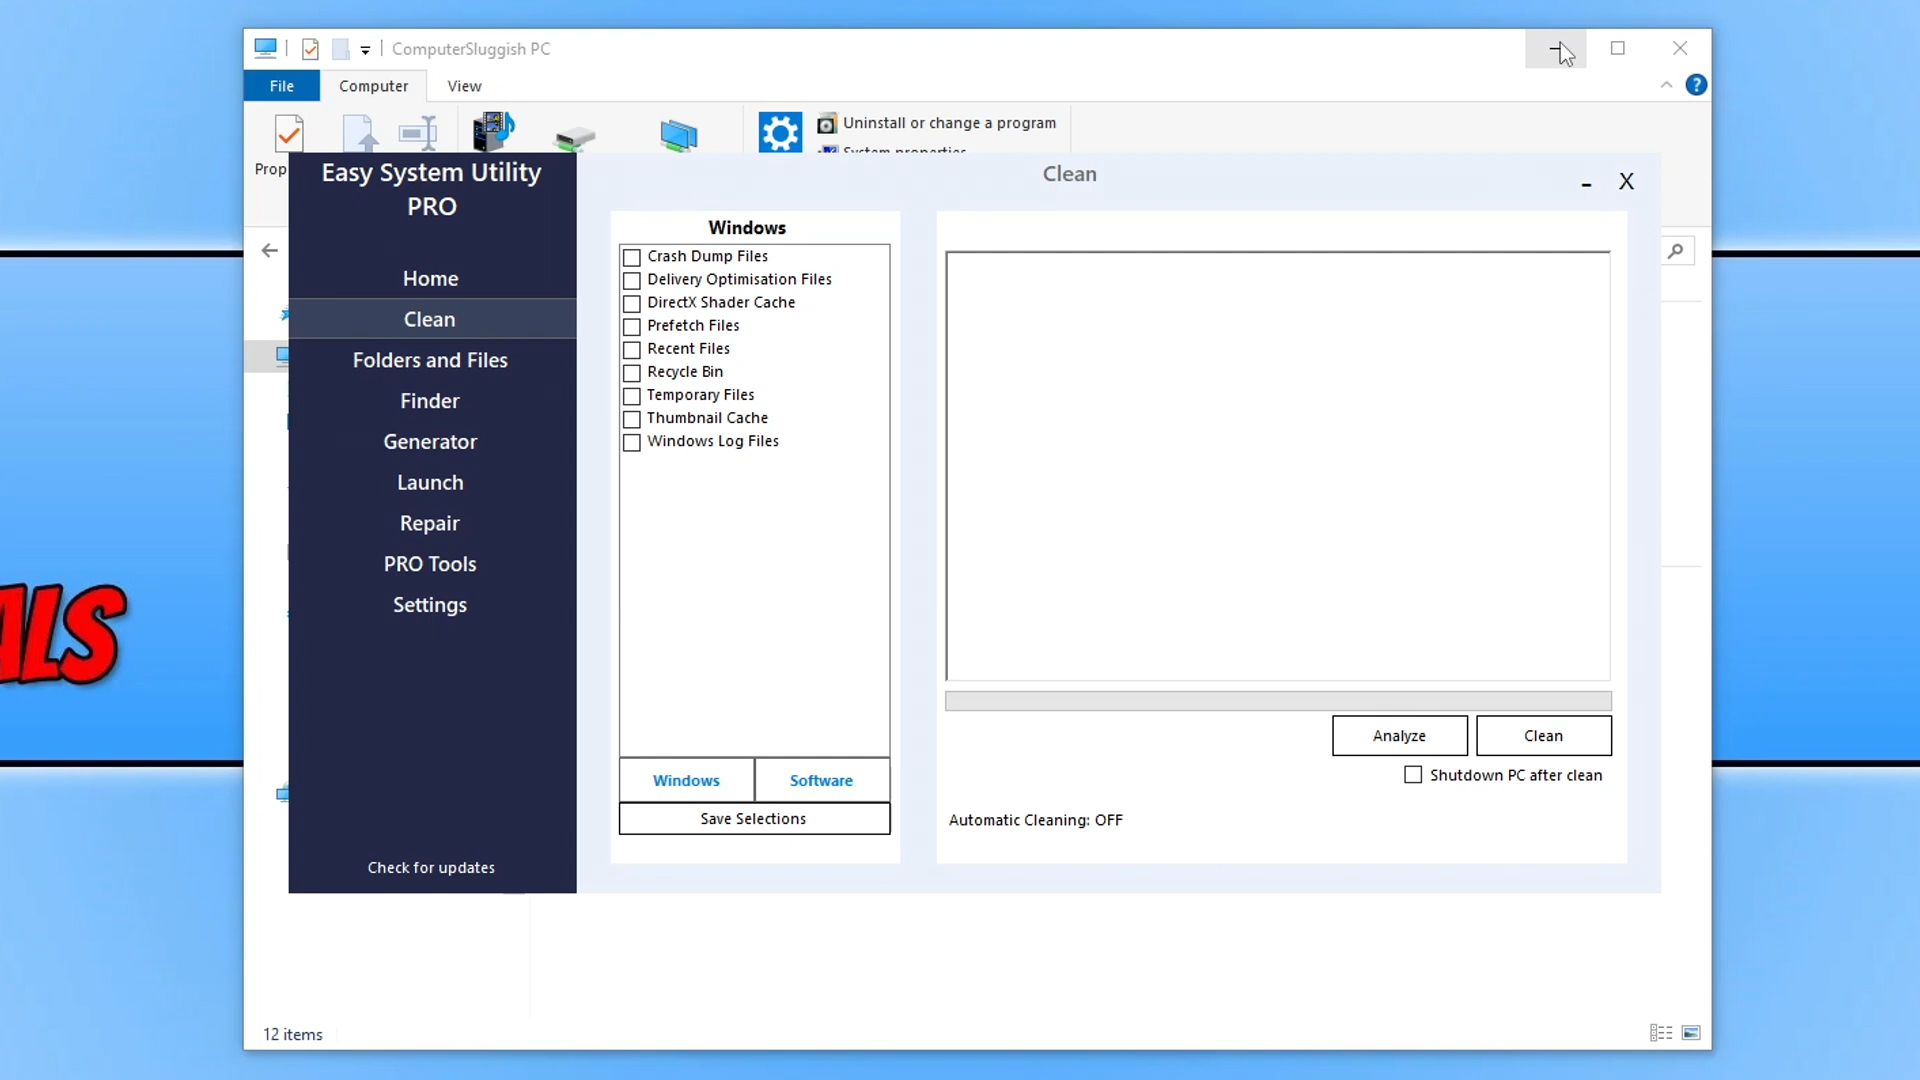 ComputerSluggish PC
File
Computer
View
Uninstall or change a program
System properties
Prop
Easy System Utility
PRO
Home
Clean
Folders and Files
Finder
Generator
Launch
Repair
PRO Tools
Settings
Check for updates
Clean
- X
Windows
Crash Dump Files
Delivery Optimisation Files
DirectX Shader Cache
Prefetch Files
Recent Files
Recycle Bin
Temporary Files
Thumbnail Cache
Windows Log Files
Windows
Software
Save Selections
Analyze
Clean
Shutdown PC after clean
Automatic Cleaning: OFF
ALS
12 items